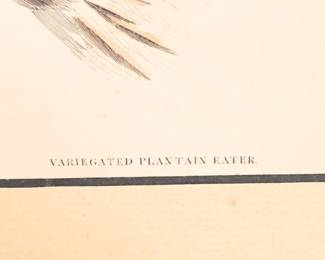 VARIEGATED PLANTAIN EATER.